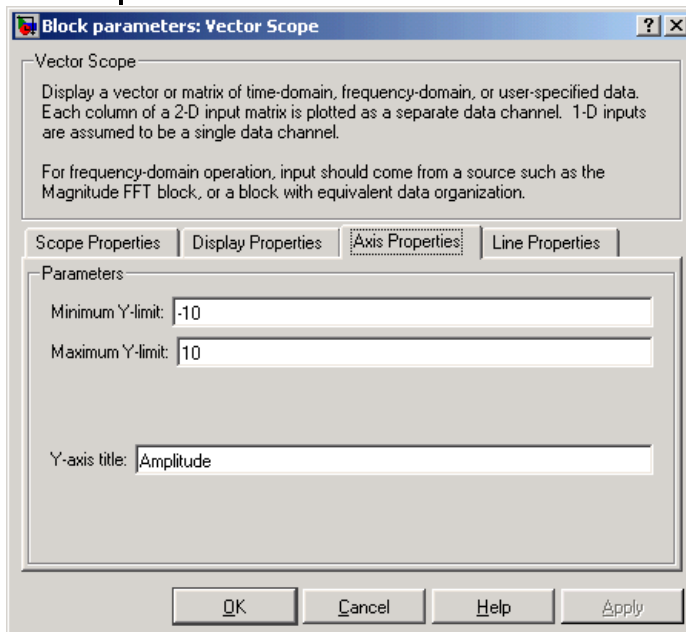 Block parameters: Vector Scope
Vector Scope
Display a vector or matrix of time-domain, frequency-domain, or user-specified data.
Each column of a 2-D input matrix is plotted as a separate data channel. 1-D inputs
are assumed to be a single data channel.
For frequency-domain operation, input should come from a source such as the
Magnitude FFT block, or a block with equivalent data organization.
Scope Properties Display Properties Axis Properties Line Properties
Parameters
Minimum Y-limit: -10
Maximum Y-limit: 10
Y-axis title: Amplitude
OK Cancel Help Apply